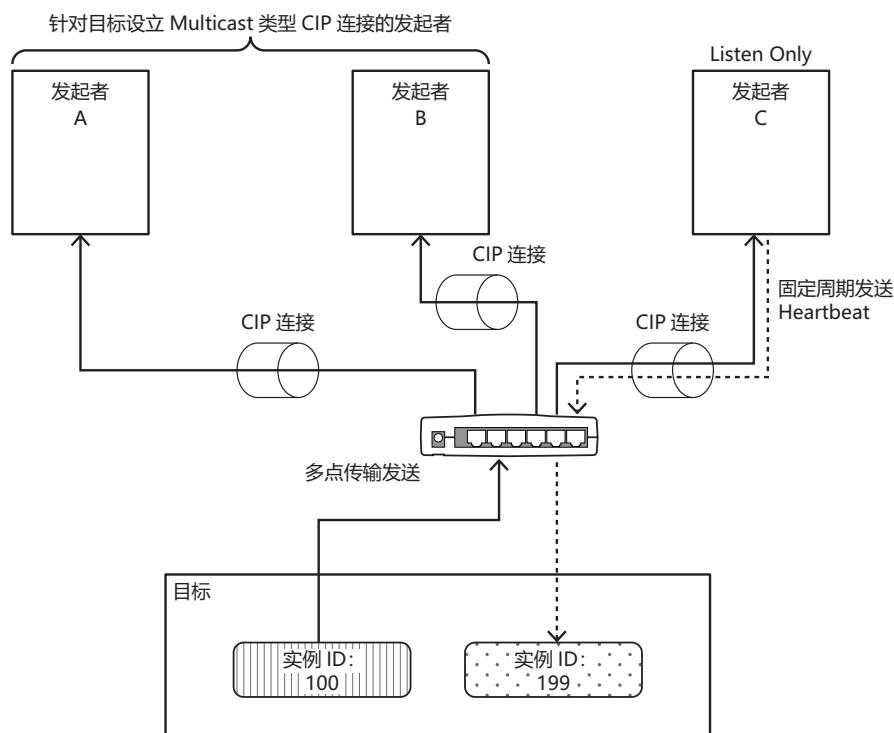 针对目标设立 Multicast 类型 CIP 连接的发起者
Listen Only
发起者
A
发起者
B
发起者
C
CIP 连接
固定周期发送
Heartbeat
CIP 连接
CIP 连接
多点传输发送
目标
实例 ID:
100
实例 ID:
199